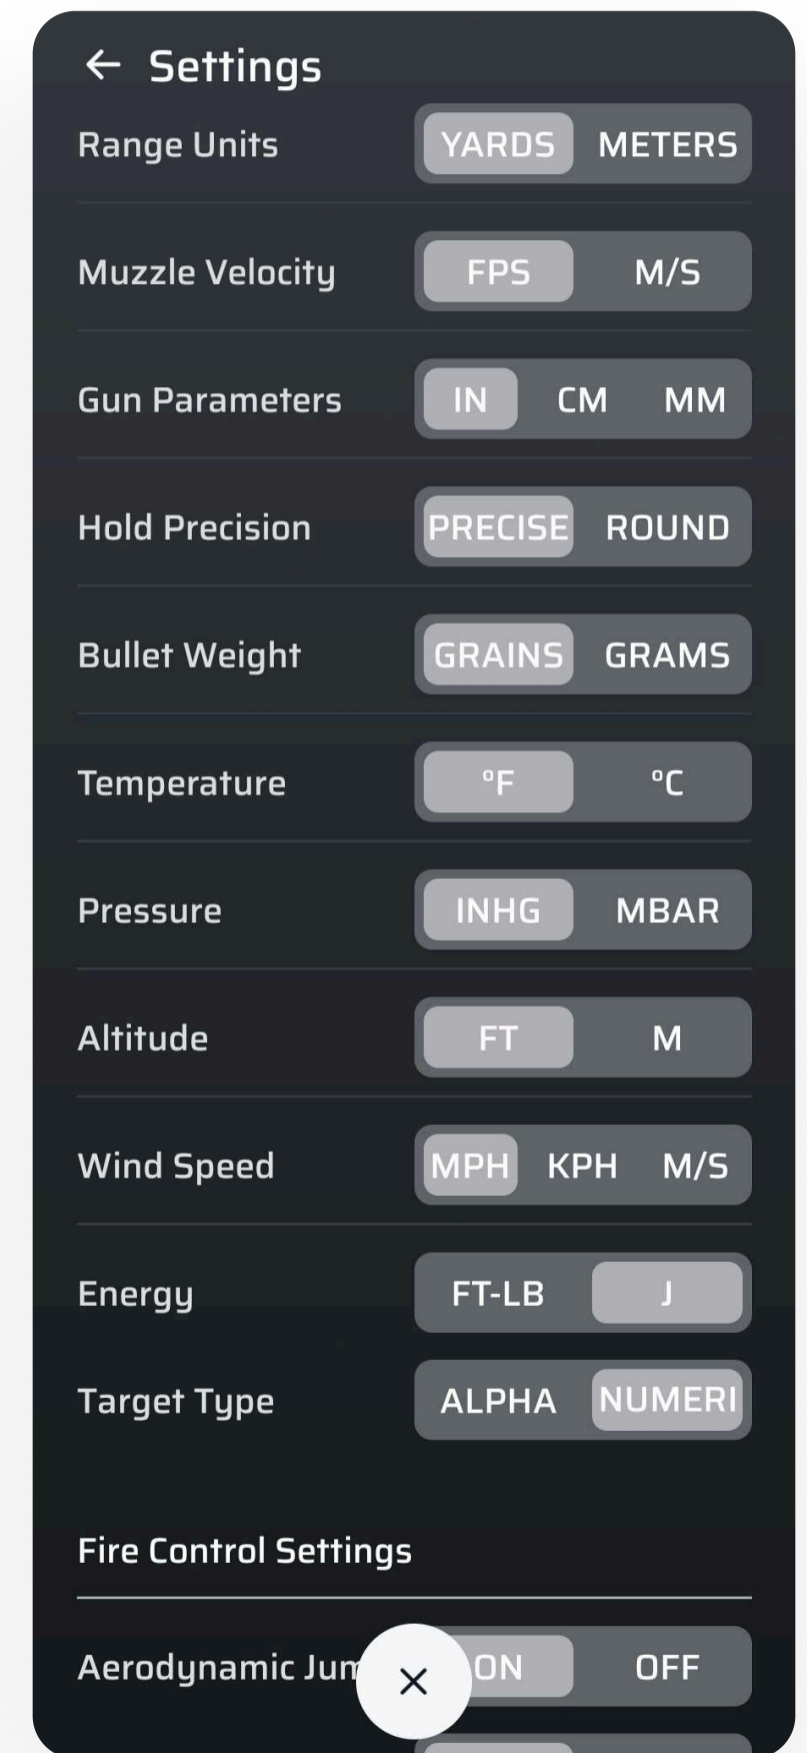 ← Settings
Range Units YARDS METERS
Muzzle Velocity FPS M/S
Gun Parameters IN CM MM
Hold Precision PRECISE ROUND
Bullet Weight GRAINS GRAMS
Temperature ºF ºC
Pressure INHG MBAR
Altitude FT M
Wind Speed MPH KPH M/S
Energy FT-LB J
Target Type ALPHA NUMERI
Fire Control Settings
Aerodynamic Jum ON OFF